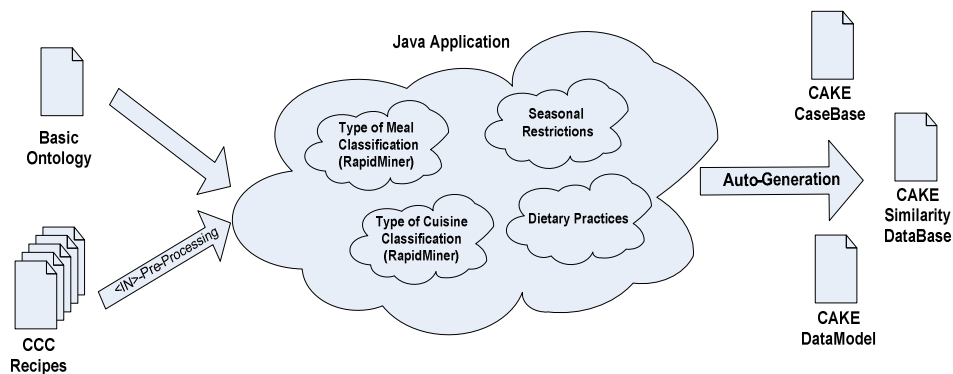 Java Application
Basic
Ontology
<IN>-Pre-Processing
CCC
Recipes
Type of Meal
Classification
(RapidMiner)
Seasonal
Restrictions
Type of Cuisine
Classification
(RapidMiner)
Dietary Practices
Auto-Generation
CAKE
CaseBase
CAKE
Similarity
DataBase
CAKE
DataModel